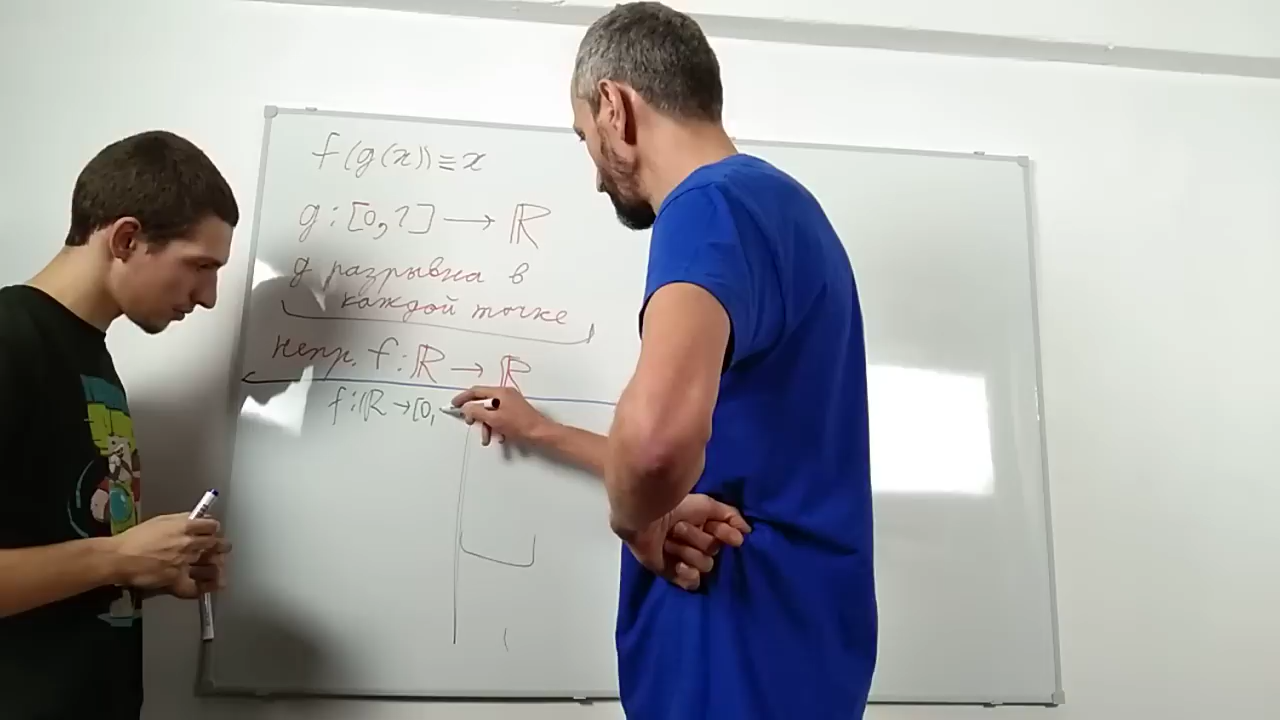 f(g(x)) ≡ x
g : [0,1] → ℝ
g разрывна в
каждой точке
непр. f : ℝ → ℝ
f : ℝ → [0,